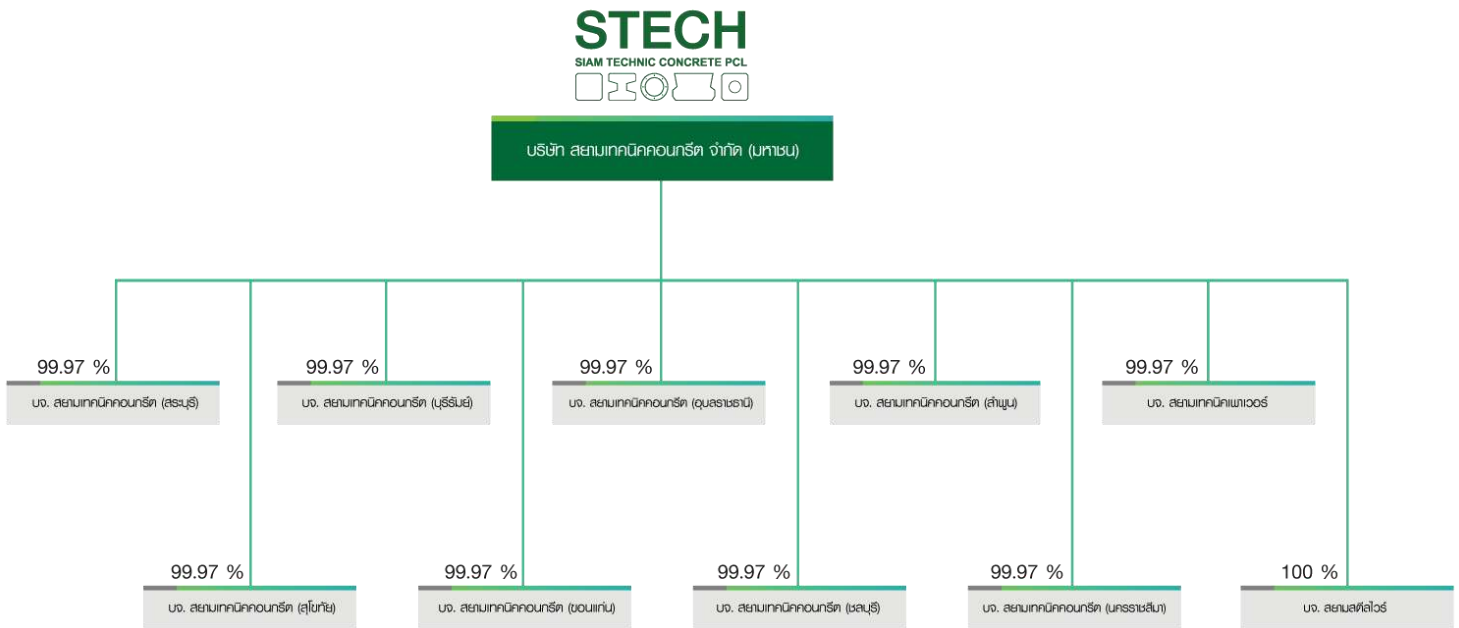 STECH
SIAM TECHNIC CONCRETE PCL
บริษัท สยามเทคนิคคอนกรีต จำกัด (มหาชน)
99.97 %
บจ. สยามเทคนิคคอนกรีต (สระบุรี)
99.97 %
บจ. สยามเทคนิคคอนกรีต (บุรีรัมย์)
99.97 %
บจ. สยามเทคนิคคอนกรีต (อุบลราชธานี)
99.97 %
บจ. สยามเทคนิคคอนกรีต (ลำพูน)
99.97 %
บจ. สยามเทคนิคเพาเวอร์
99.97 %
บจ. สยามเทคนิคคอนกรีต (สุโขทัย)
99.97 %
บจ. สยามเทคนิคคอนกรีต (ขอนแก่น)
99.97 %
บจ. สยามเทคนิคคอนกรีต (ชลบุรี)
99.97 %
บจ. สยามเทคนิคคอนกรีต (นครราชสีมา)
100 %
บจ. สยามสตีลไวร์